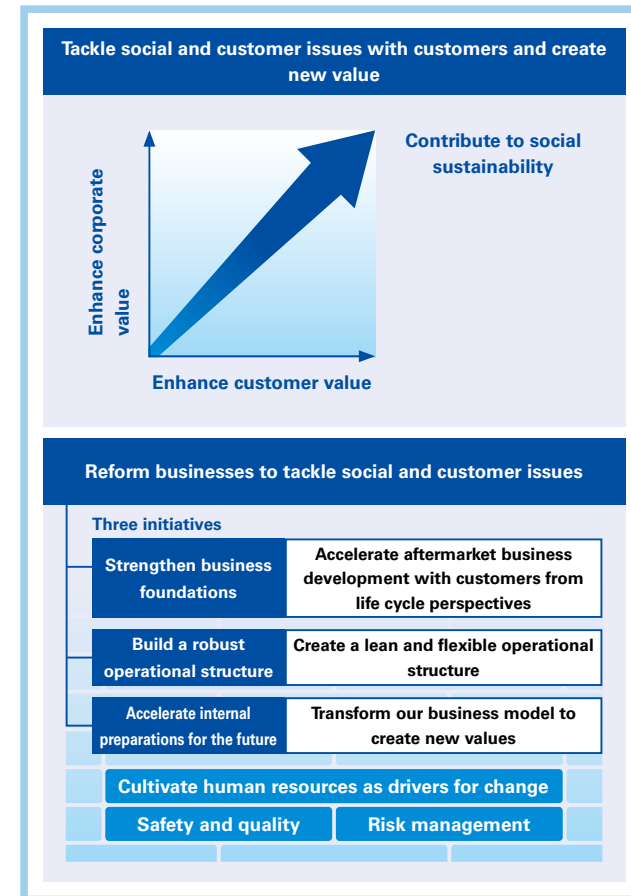 Tackle social and customer issues with customers and create
new value
Contribute to social
sustainability
Enhance corporate
value
Enhance customer value
Reform businesses to tackle social and customer issues
Three initiatives
Strengthen business
foundations
Accelerate aftermarket business
development with customers from
life cycle perspectives
Build a robust
operational structure
Create a lean and flexible operational
structure
Accelerate internal
preparations for the future
Transform our business model to
create new values
Cultivate human resources as drivers for change
Safety and quality
Risk management